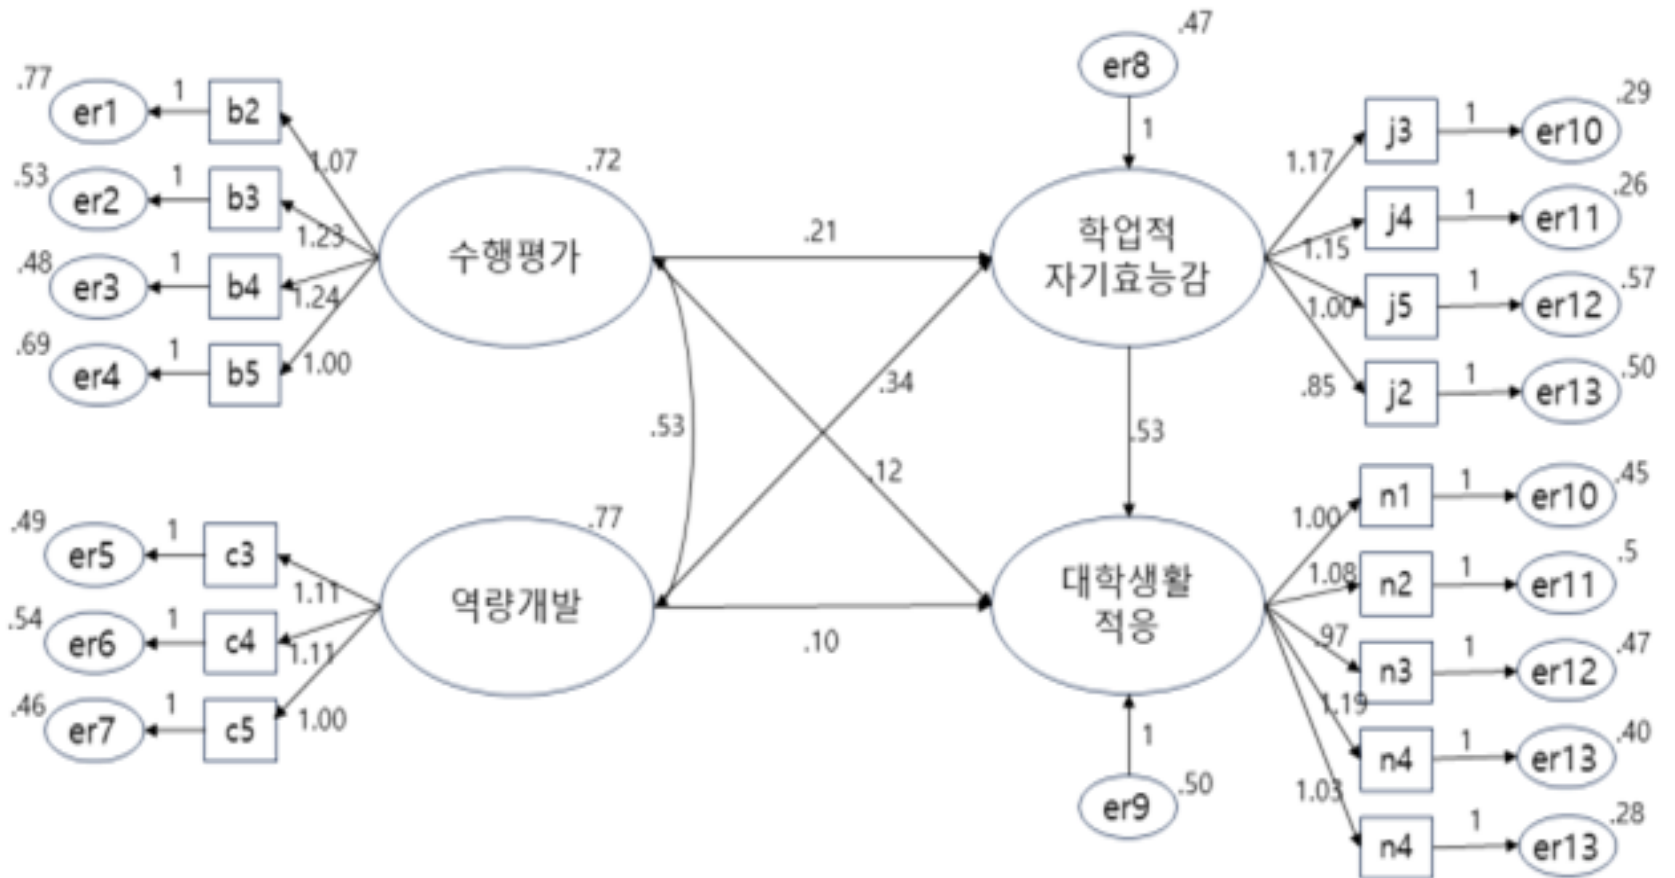 .77
er1
1
b2
1.07
.53
er2
1
b3
1.23
.48
er3
1
b4
1.24
.69
er4
1
b5
1.00
.72
수행평가
.49
er5
1
c3
1.11
.54
er6
1
c4
1.11
.46
er7
1
c5
1.00
.77
역량개발
.53
.21
.34
.12
.10
.47
er8
1
학업적
자기효능감
.53
대학생활
적응
1
er9
.50
1.17
j3
1
er10
.29
1.15
j4
1
er11
.26
1.00
j5
1
er12
.57
.85
j2
1
er13
.50
1.00
n1
1
er10
.45
1.08
n2
1
er11
.5
.97
n3
1
er12
.47
1.19
n4
1
er13
.40
1.03
n4
1
er13
.28